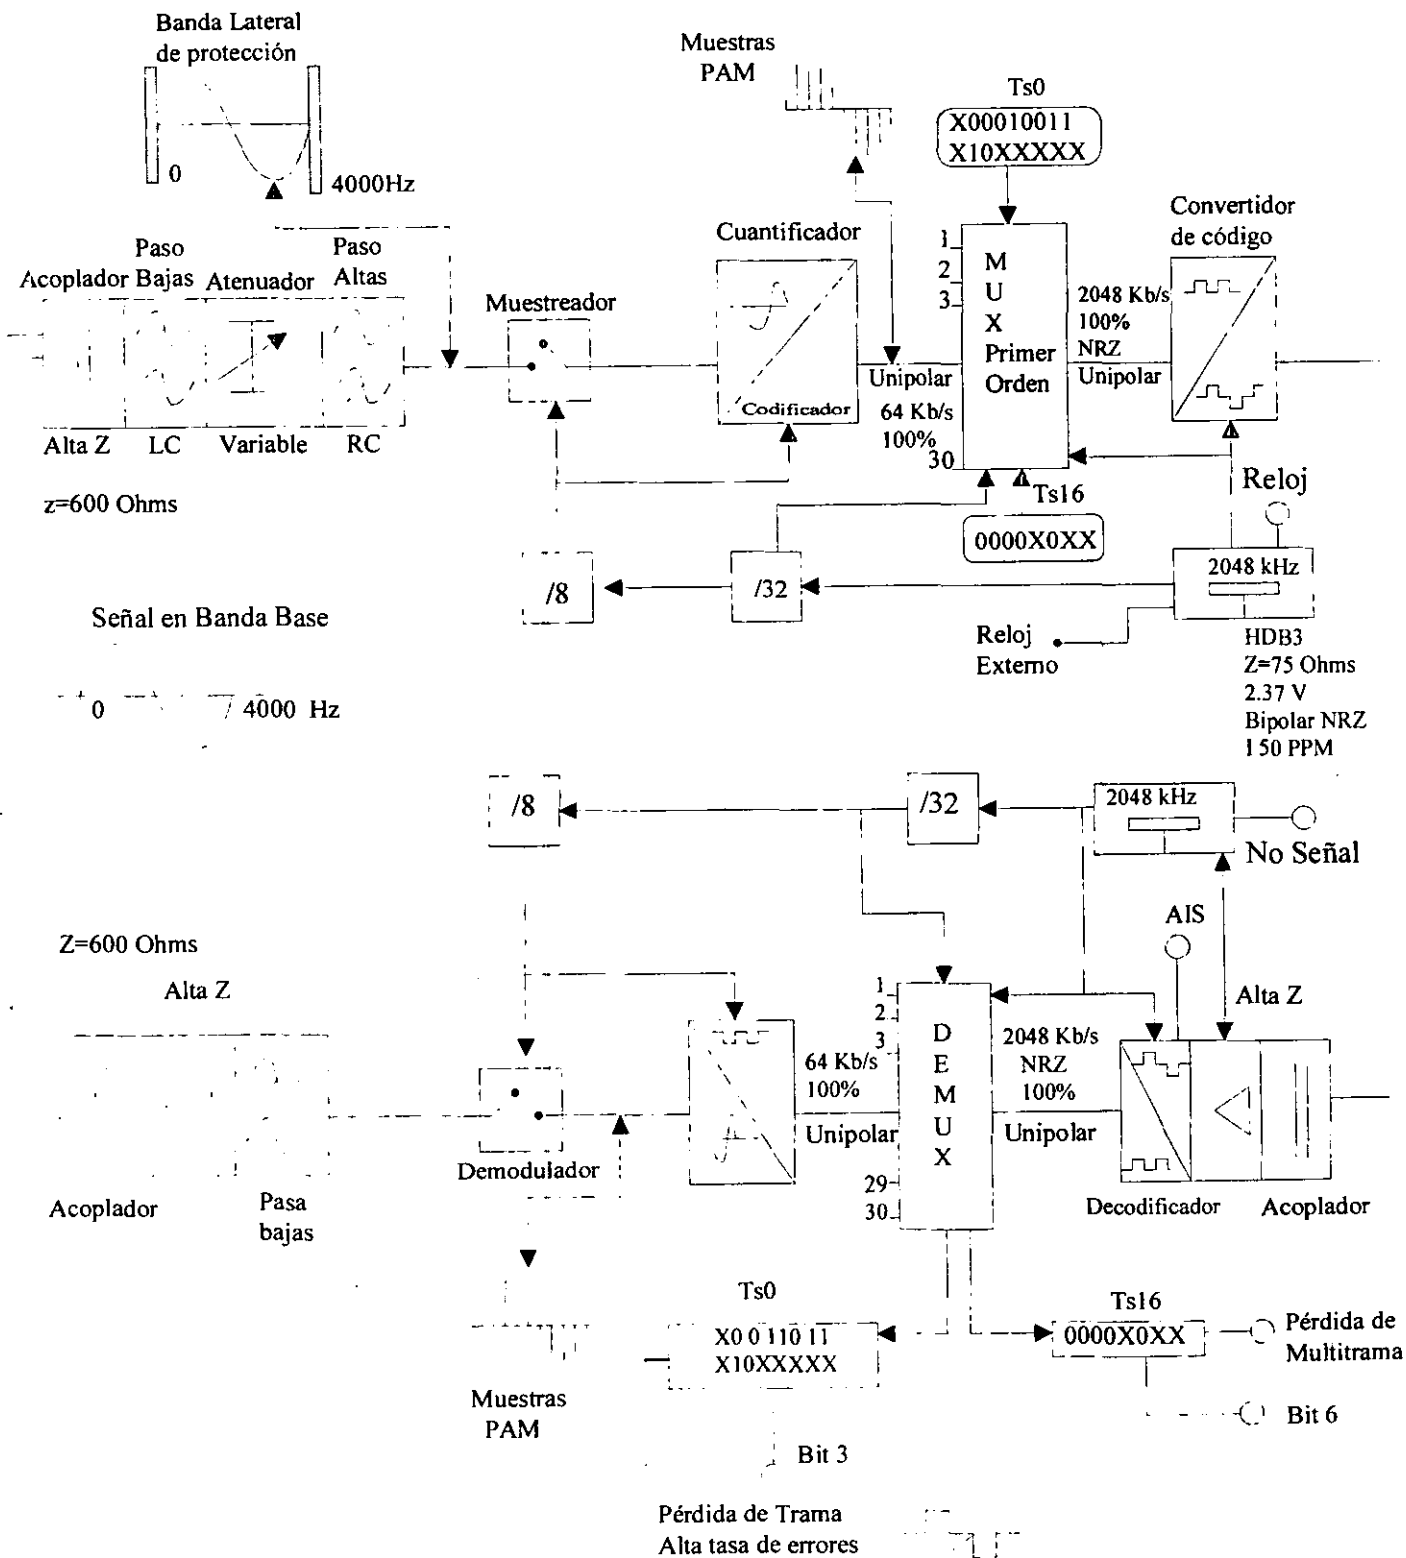 Banda Lateral
de protección
0
4000Hz
Muestras
PAM
Ts0
X00010011
X10XXXXX
Acoplador
Paso
Bajas
Atenuador
Paso
Altas
Muestreador
Cuantificador
Codificador
Convertidor
de código
Alta Z
LC
Variable
RC
z=600 Ohms
Unipolar
64 Kb/s
100%
1
2
3
30
M
U
X
Primer
Orden
2048 Kb/s
100%
NRZ
Unipolar
Ts16
0000X0XX
Reloj
2048 kHz
/8
/32
Reloj
Externo
HDB3
Z=75 Ohms
2.37 V
Bipolar NRZ
150 PPM
Señal en Banda Base
0
4000 Hz
/8
/32
2048 kHz
No Señal
AIS
Z=600 Ohms
Alta Z
Alta Z
1
2
3
29
30
D
E
M
U
X
64 Kb/s
100%
Unipolar
2048 Kb/s
NRZ
100%
Unipolar
Acoplador
Pasa
bajas
Demodulador
Decodificador
Acoplador
Ts0
X0 0 110 11
X10XXXXX
Ts16
0000X0XX
Pérdida de
Multitrama
Bit 6
Muestras
PAM
Bit 3
Pérdida de Trama
Alta tasa de errores